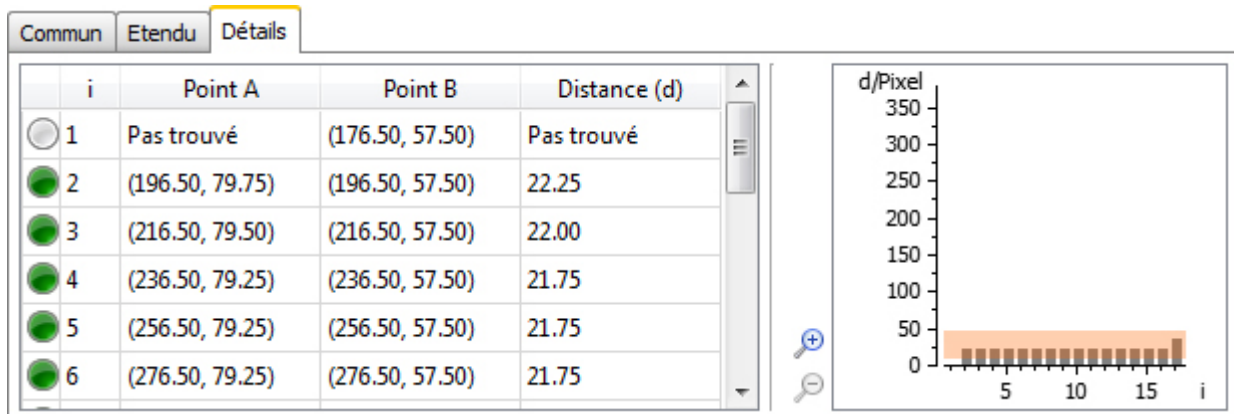 Commun Etendu Détails
i Point A Point B Distance (d)
1 Pas trouvé (176.50, 57.50) Pas trouvé
2 (196.50, 79.75) (196.50, 57.50) 22.25
3 (216.50, 79.50) (216.50, 57.50) 22.00
4 (236.50, 79.25) (236.50, 57.50) 21.75
5 (256.50, 79.25) (256.50, 57.50) 21.75
6 (276.50, 79.25) (276.50, 57.50) 21.75
d/Pixel
350
300
250
200
150
100
50
0
5 10 15 i